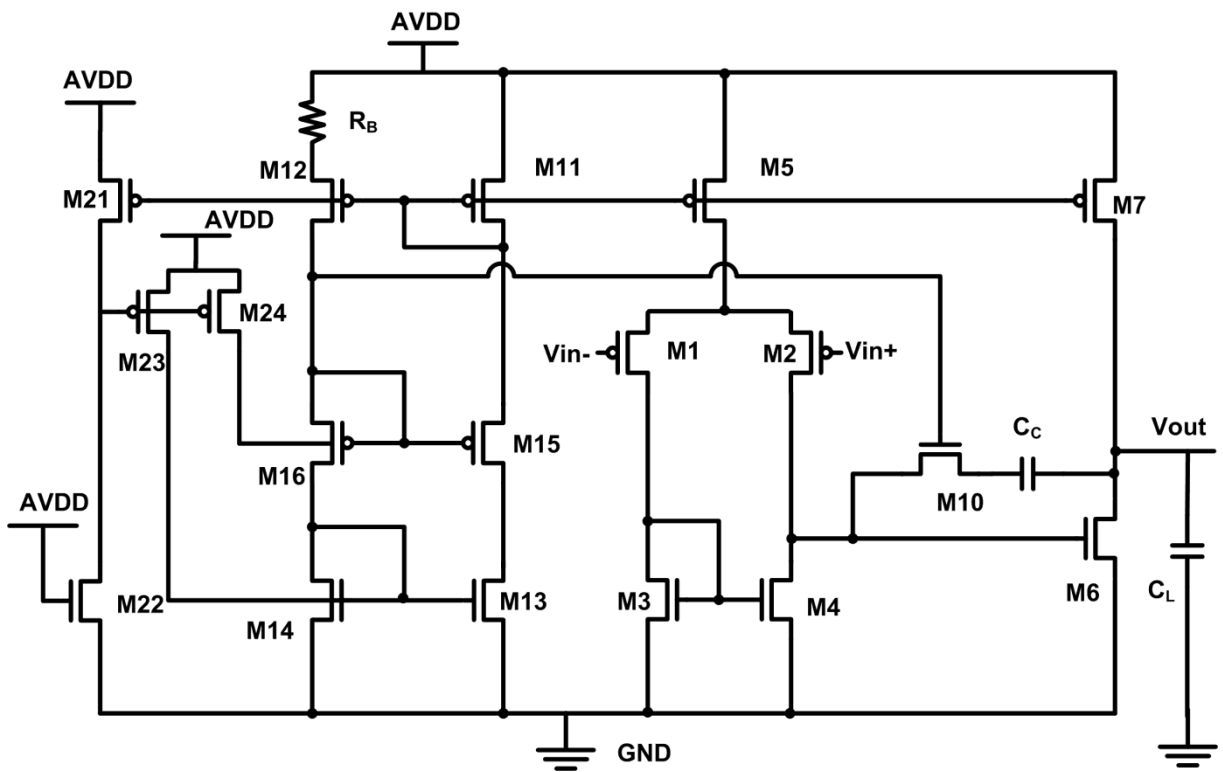 AVDD
AVDD
R_B
M12
M11
M5
M21
M7
AVDD
M24
M23
Vin-
M1
M2
Vin+
M15
C_C
Vout
M16
M10
AVDD
M22
M14
M13
M3
M4
M6
C_L
GND